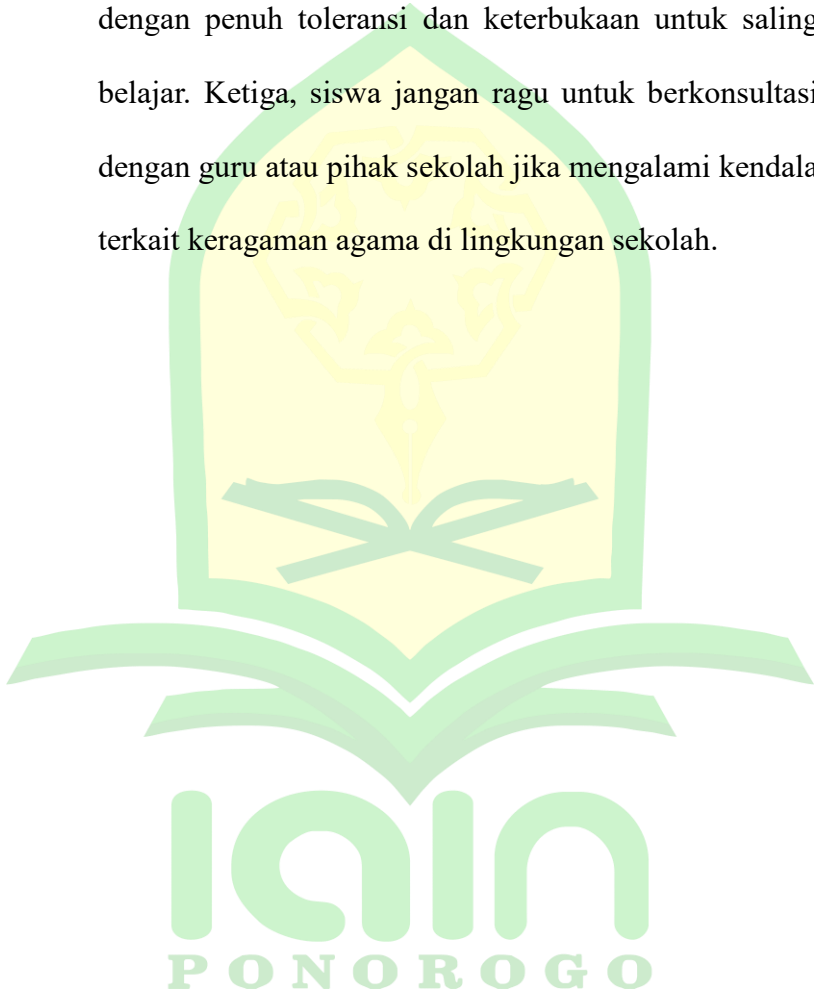 dengan penuh toleransi dan keterbukaan untuk saling
belajar. Ketiga, siswa jangan ragu untuk berkonsultasi
dengan guru atau pihak sekolah jika mengalami kendala
terkait keragaman agama di lingkungan sekolah.
iain
PONOROGO